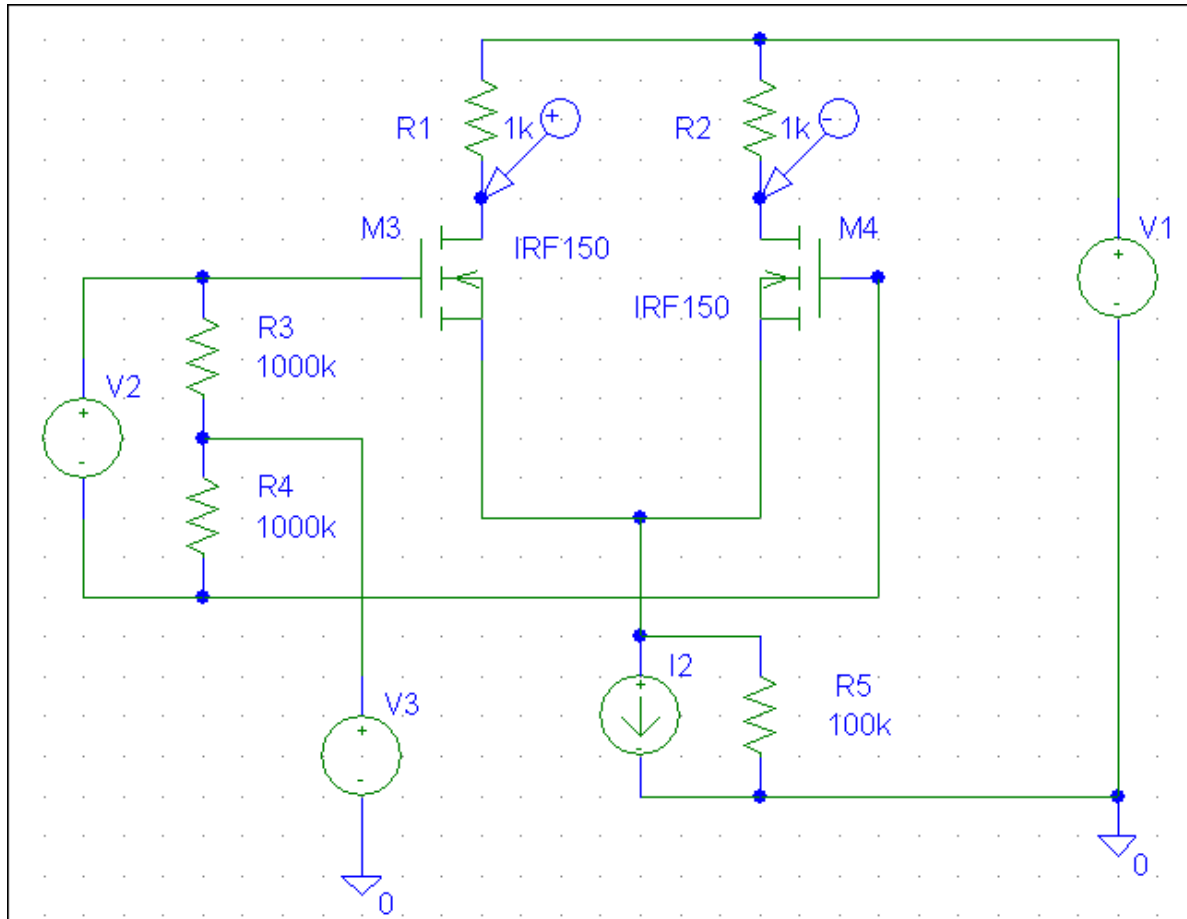 R1
1k
+
R2
1k
-
M3
IRF150
M4
IRF150
V1
+
-
R3
1000k
V2
+
-
R4
1000k
I2
+
-
R5
100k
V3
+
-
0
0